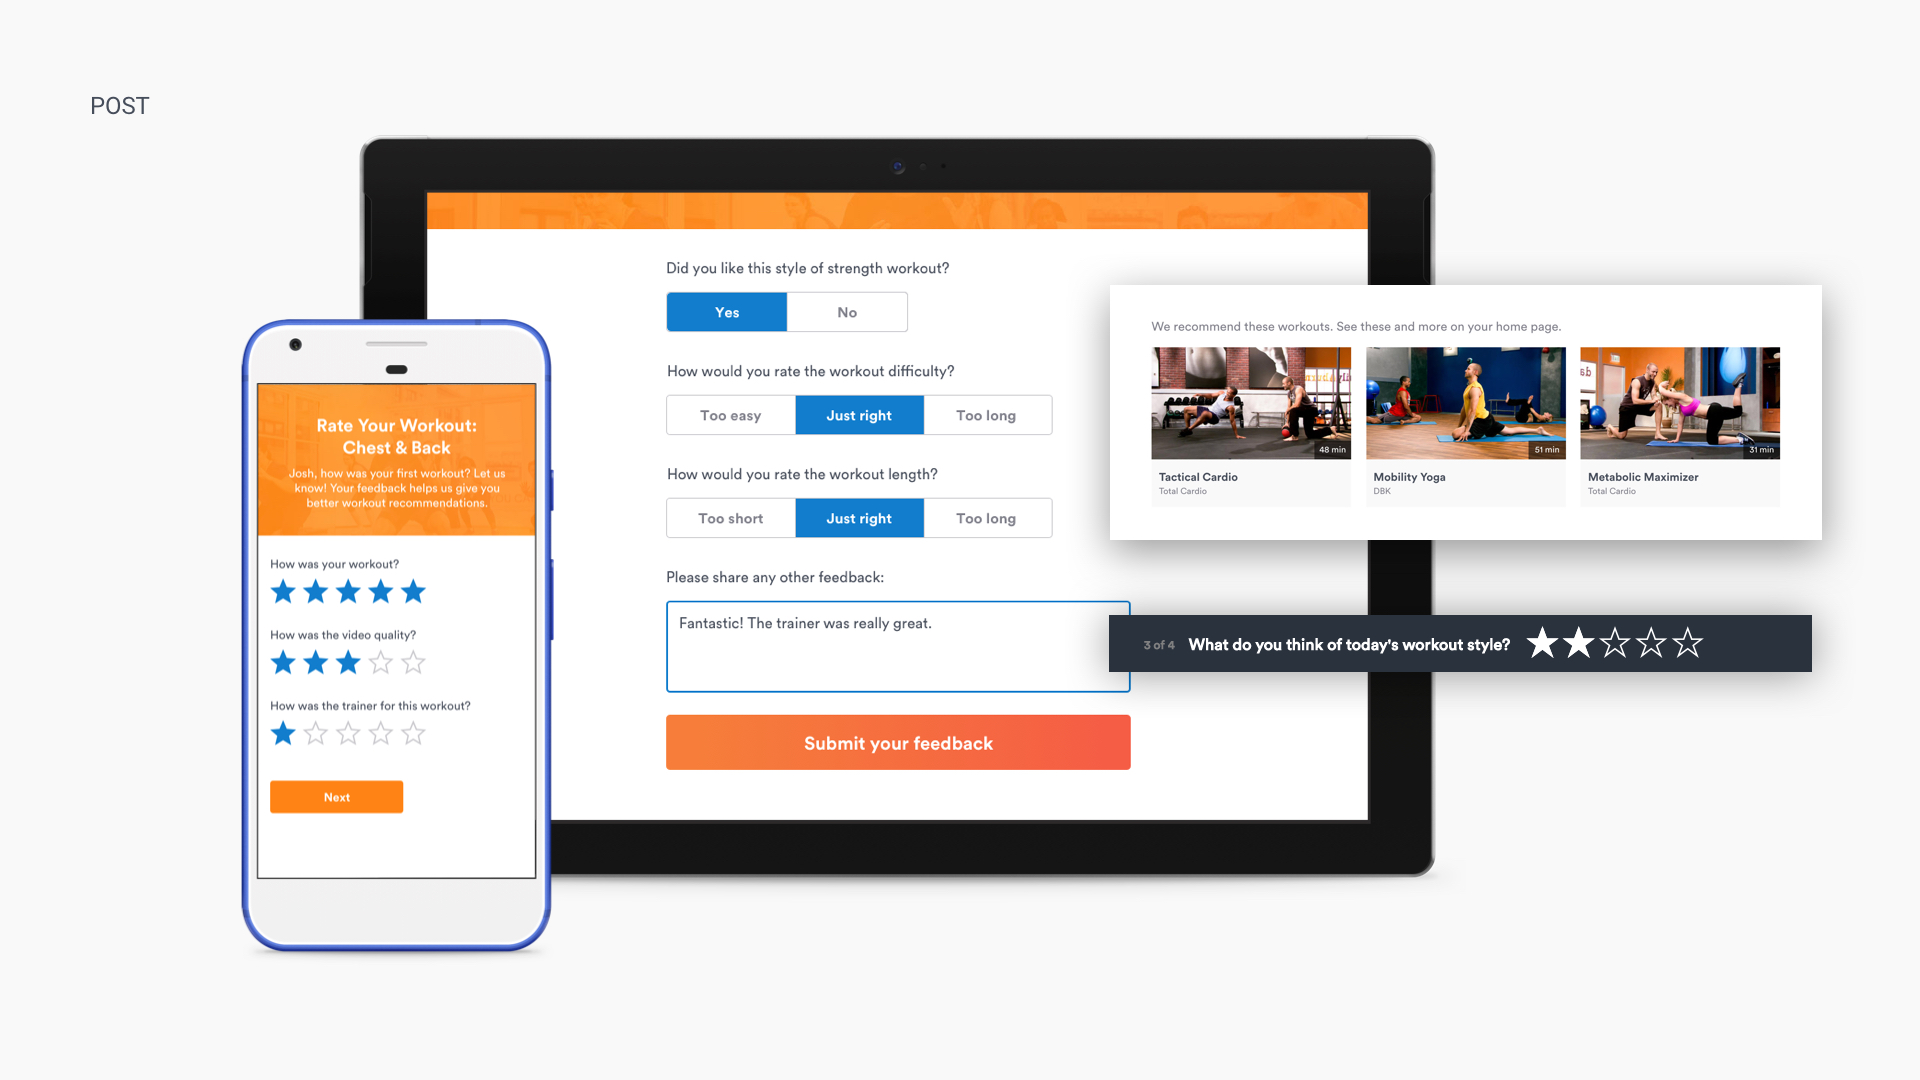 POST
Rate Your Workout:
Chest & Back
Josh, how was your first workout? Let us
know! Your feedback helps us give you
better workout recommendations.
How was your workout?
How was the video quality?
How was the trainer for this workout?
Next
Did you like this style of strength workout?
Yes
No
How would you rate the workout difficulty?
Too easy
Just right
Too long
How would you rate the workout length?
Too short
Just right
Too long
Please share any other feedback:
Fantastic! The trainer was really great.
Submit your feedback
We recommend these workouts. See these and more on your home page.
48 min
51 min
31 min
Tactical Cardio
Total Cardio
Mobility Yoga
DBK
Metabolic Maximizer
Total Cardio
3 of 4
What do you think of today's workout style?